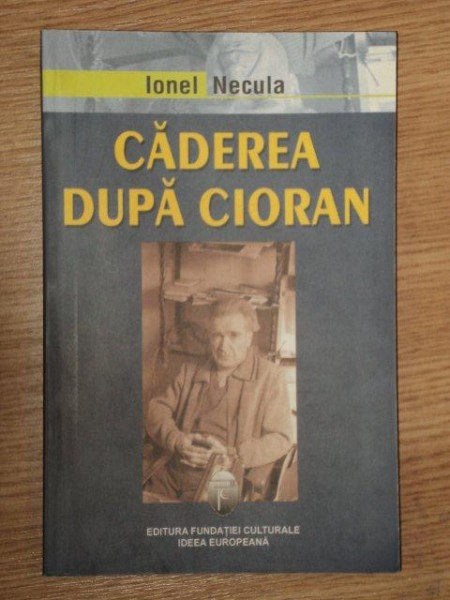 Ionel Necula
CĂDEREA
DUPĂ CIORAN
EDITURA FUNDAȚIEI CULTURALE
IDEEA EUROPEANĂ